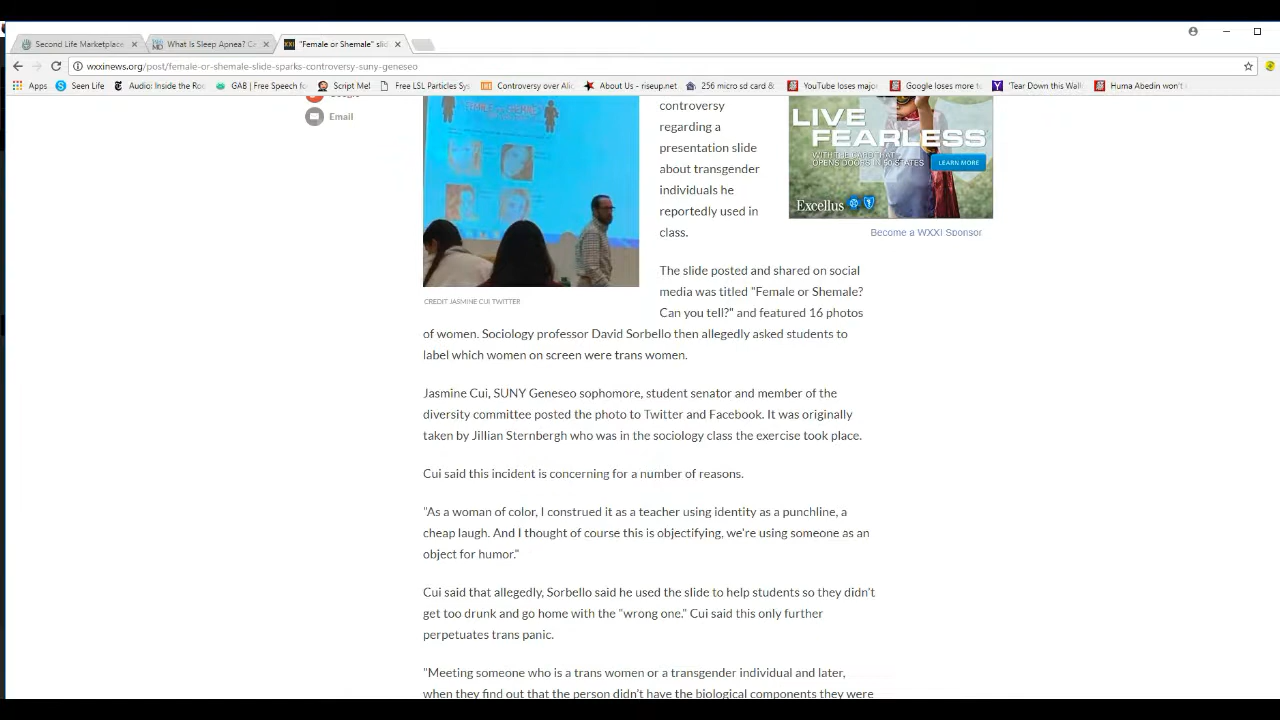 Second Life Marketplace
What Is Sleep Apnea? C
"Female or Shemale" slid
wxxinews.org/post/female-or-shemale-slide-sparks-controversy-suny-geneseo
Apps
Seen Life
Audio: Inside the Ro
GAB | Free Speech fo
Script Me!
Free LSL Particles Sys
Controversy over Ali
About Us - riseup.net
256 micro sd card &
YouTube loses major
Google loses more t
'Tear Down this Wall
Huma Abedin won't
Email
controversy
regarding a
presentation slide
about transgender
individuals he
reportedly used in
class.
LIVE
FEARLESS
WITH THE CARD THAT
OPENS DOORS IN 50 STATES
LEARN MORE
Excellus
Become a WXXI Sponsor
CREDIT JASMINE CUI TWITTER
The slide posted and shared on social
media was titled "Female or Shemale?
Can you tell?" and featured 16 photos
of women. Sociology professor David Sorbello then allegedly asked students to
label which women on screen were trans women.
Jasmine Cui, SUNY Geneseo sophomore, student senator and member of the
diversity committee posted the photo to Twitter and Facebook. It was originally
taken by Jillian Sternbergh who was in the sociology class the exercise took place.
Cui said this incident is concerning for a number of reasons.
"As a woman of color, I construed it as a teacher using identity as a punchline, a
cheap laugh. And I thought of course this is objectifying, we're using someone as an
object for humor."
Cui said that allegedly, Sorbello said he used the slide to help students so they didn't
get too drunk and go home with the "wrong one." Cui said this only further
perpetuates trans panic.
"Meeting someone who is a trans women or a transgender individual and later,
when they find out that the person didn't have the biological components they were